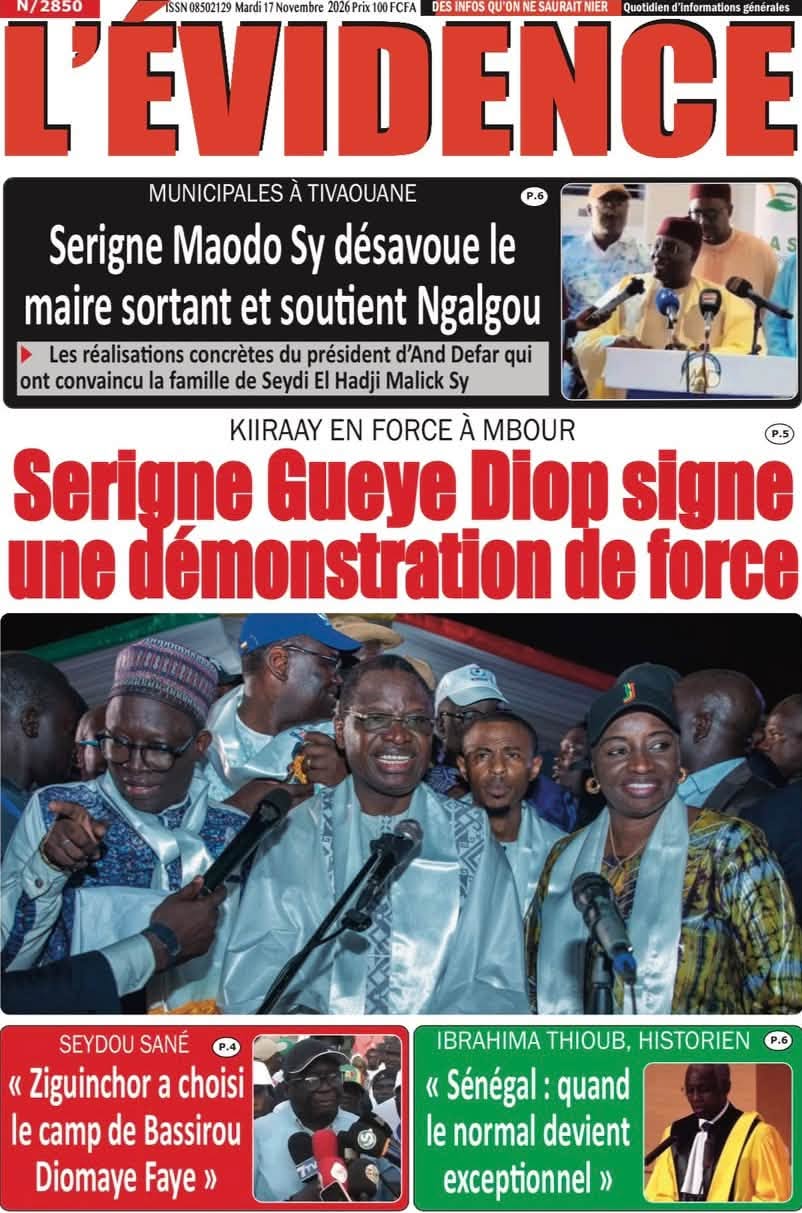 N/2850
ISSN 08502129 Mardi 17 Novembre 2026 Prix 100 FCFA
DES INFOS QU'ON NE SAURAIT NIER
Quotidien d'informations générales
L'ÉVIDENCE
MUNICIPALES À TIVAOUANE
P.6
Serigne Maodo Sy désavoue le
maire sortant et soutient Ngalgou
Les réalisations concrètes du président d'And Defar qui
ont convaincu la famille de Seydi El Hadji Malick Sy
KIIRAAY EN FORCE À MBOUR
P.5
Serigne Gueye Diop signe
une démonstration de force
SEYDOU SANÉ
P.4
« Ziguinchor a choisi
le camp de Bassirou
Diomaye Faye »
IBRAHIMA THIOUB, HISTORIEN
P.6
« Sénégal : quand
le normal devient
exceptionnel »